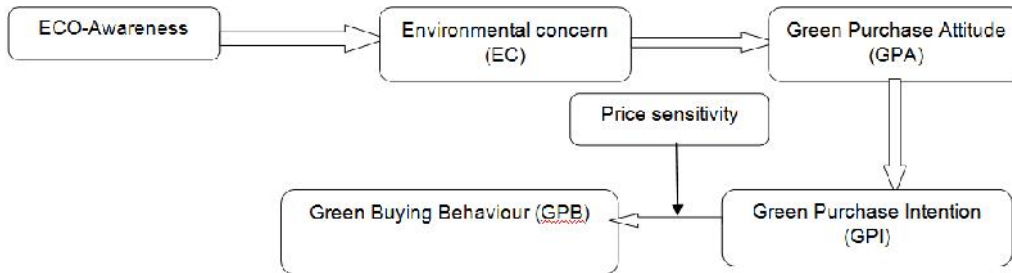 ECO-Awareness
Environmental concern
(EC)
Green Purchase Attitude
(GPA)
Price sensitivity
Green Buying Behaviour (GPB)
Green Purchase Intention
(GPI)